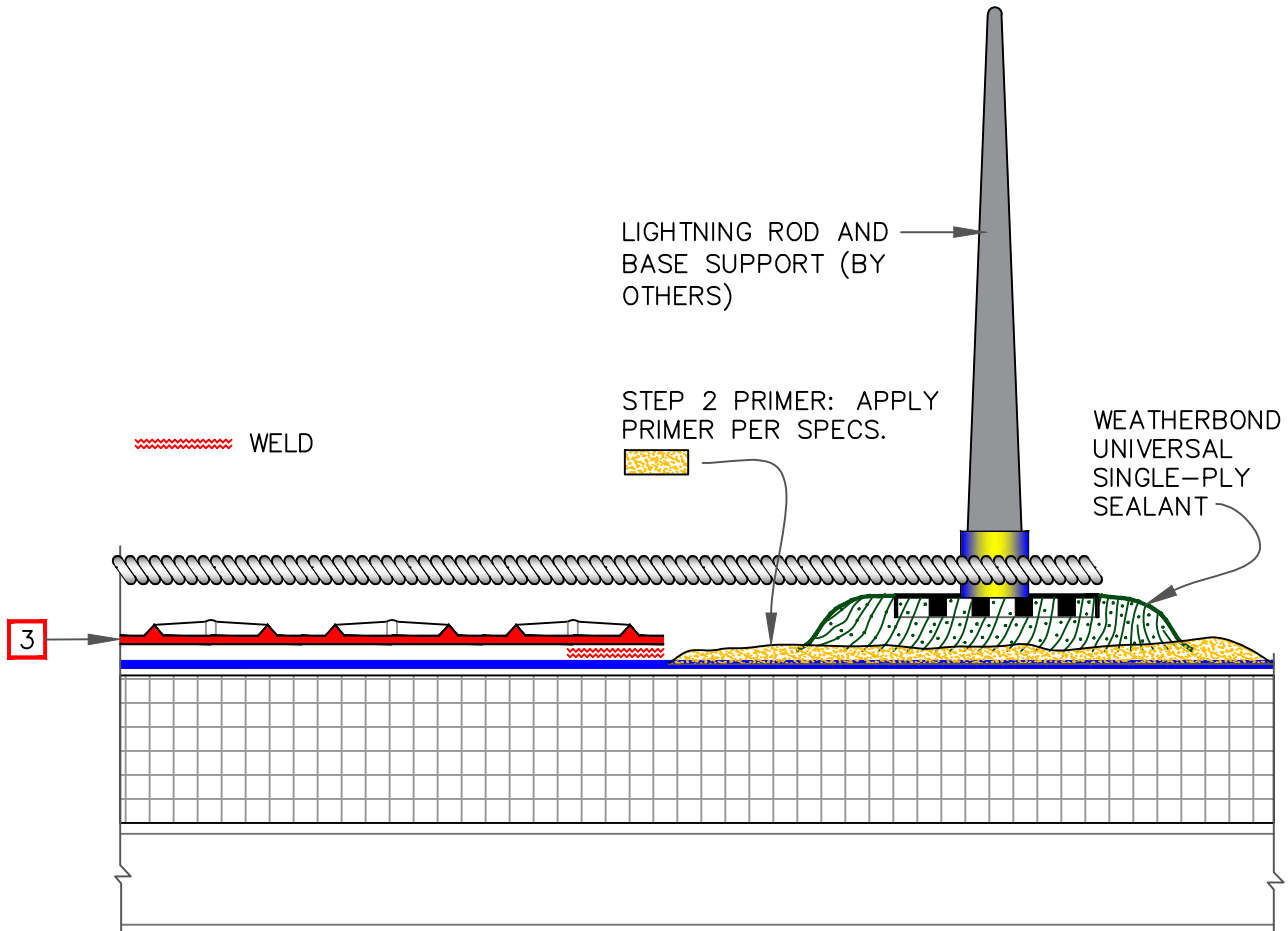 LIGHTNING ROD AND
BASE SUPPORT (BY
OTHERS)
STEP 2 PRIMER: APPLY
PRIMER PER SPECS.
WELD
WEATHERBOND
UNIVERSAL
SINGLE-PLY
SEALANT
3